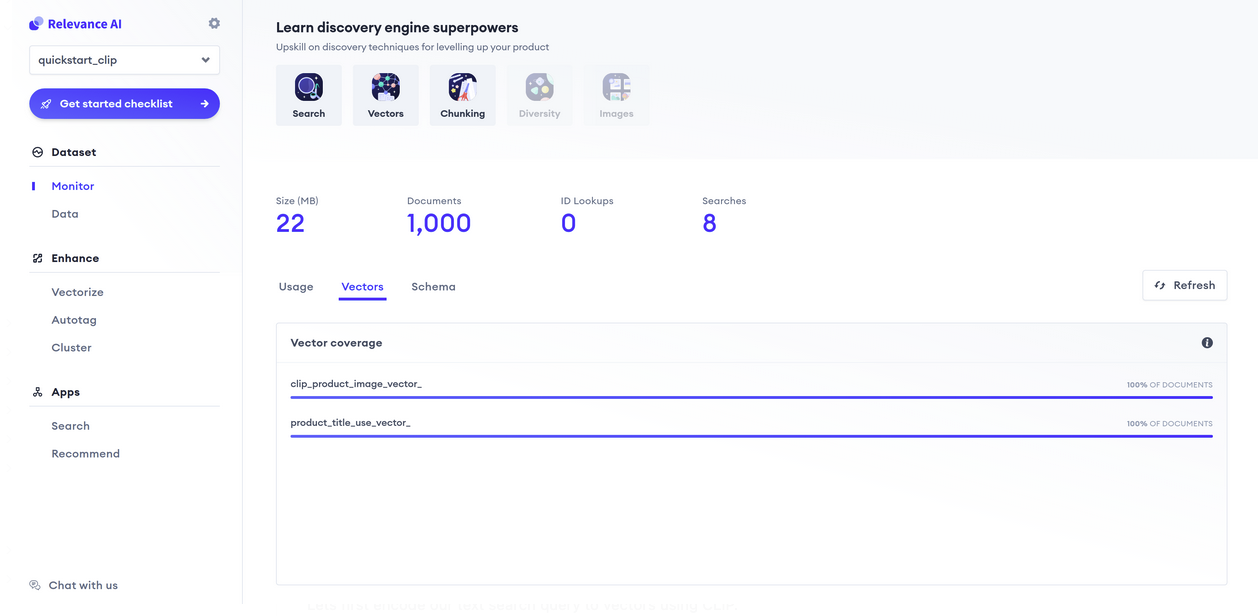 Relevance AI
quickstart_clip
Get started checklist
Dataset
Monitor
Data
Enhance
Vectorize
Autotag
Cluster
Apps
Search
Recommend
Chat with us
Learn discovery engine superpowers
Upskill on discovery techniques for levelling up your product
Search Vectors Chunking Diversity Images
Size (MB) Documents ID Lookups Searches
22 1,000 0 8
Usage Vectors Schema Refresh
Vector coverage
clip_product_image_vector_ 100% OF DOCUMENTS
product_title_use_vector_ 100% OF DOCUMENTS